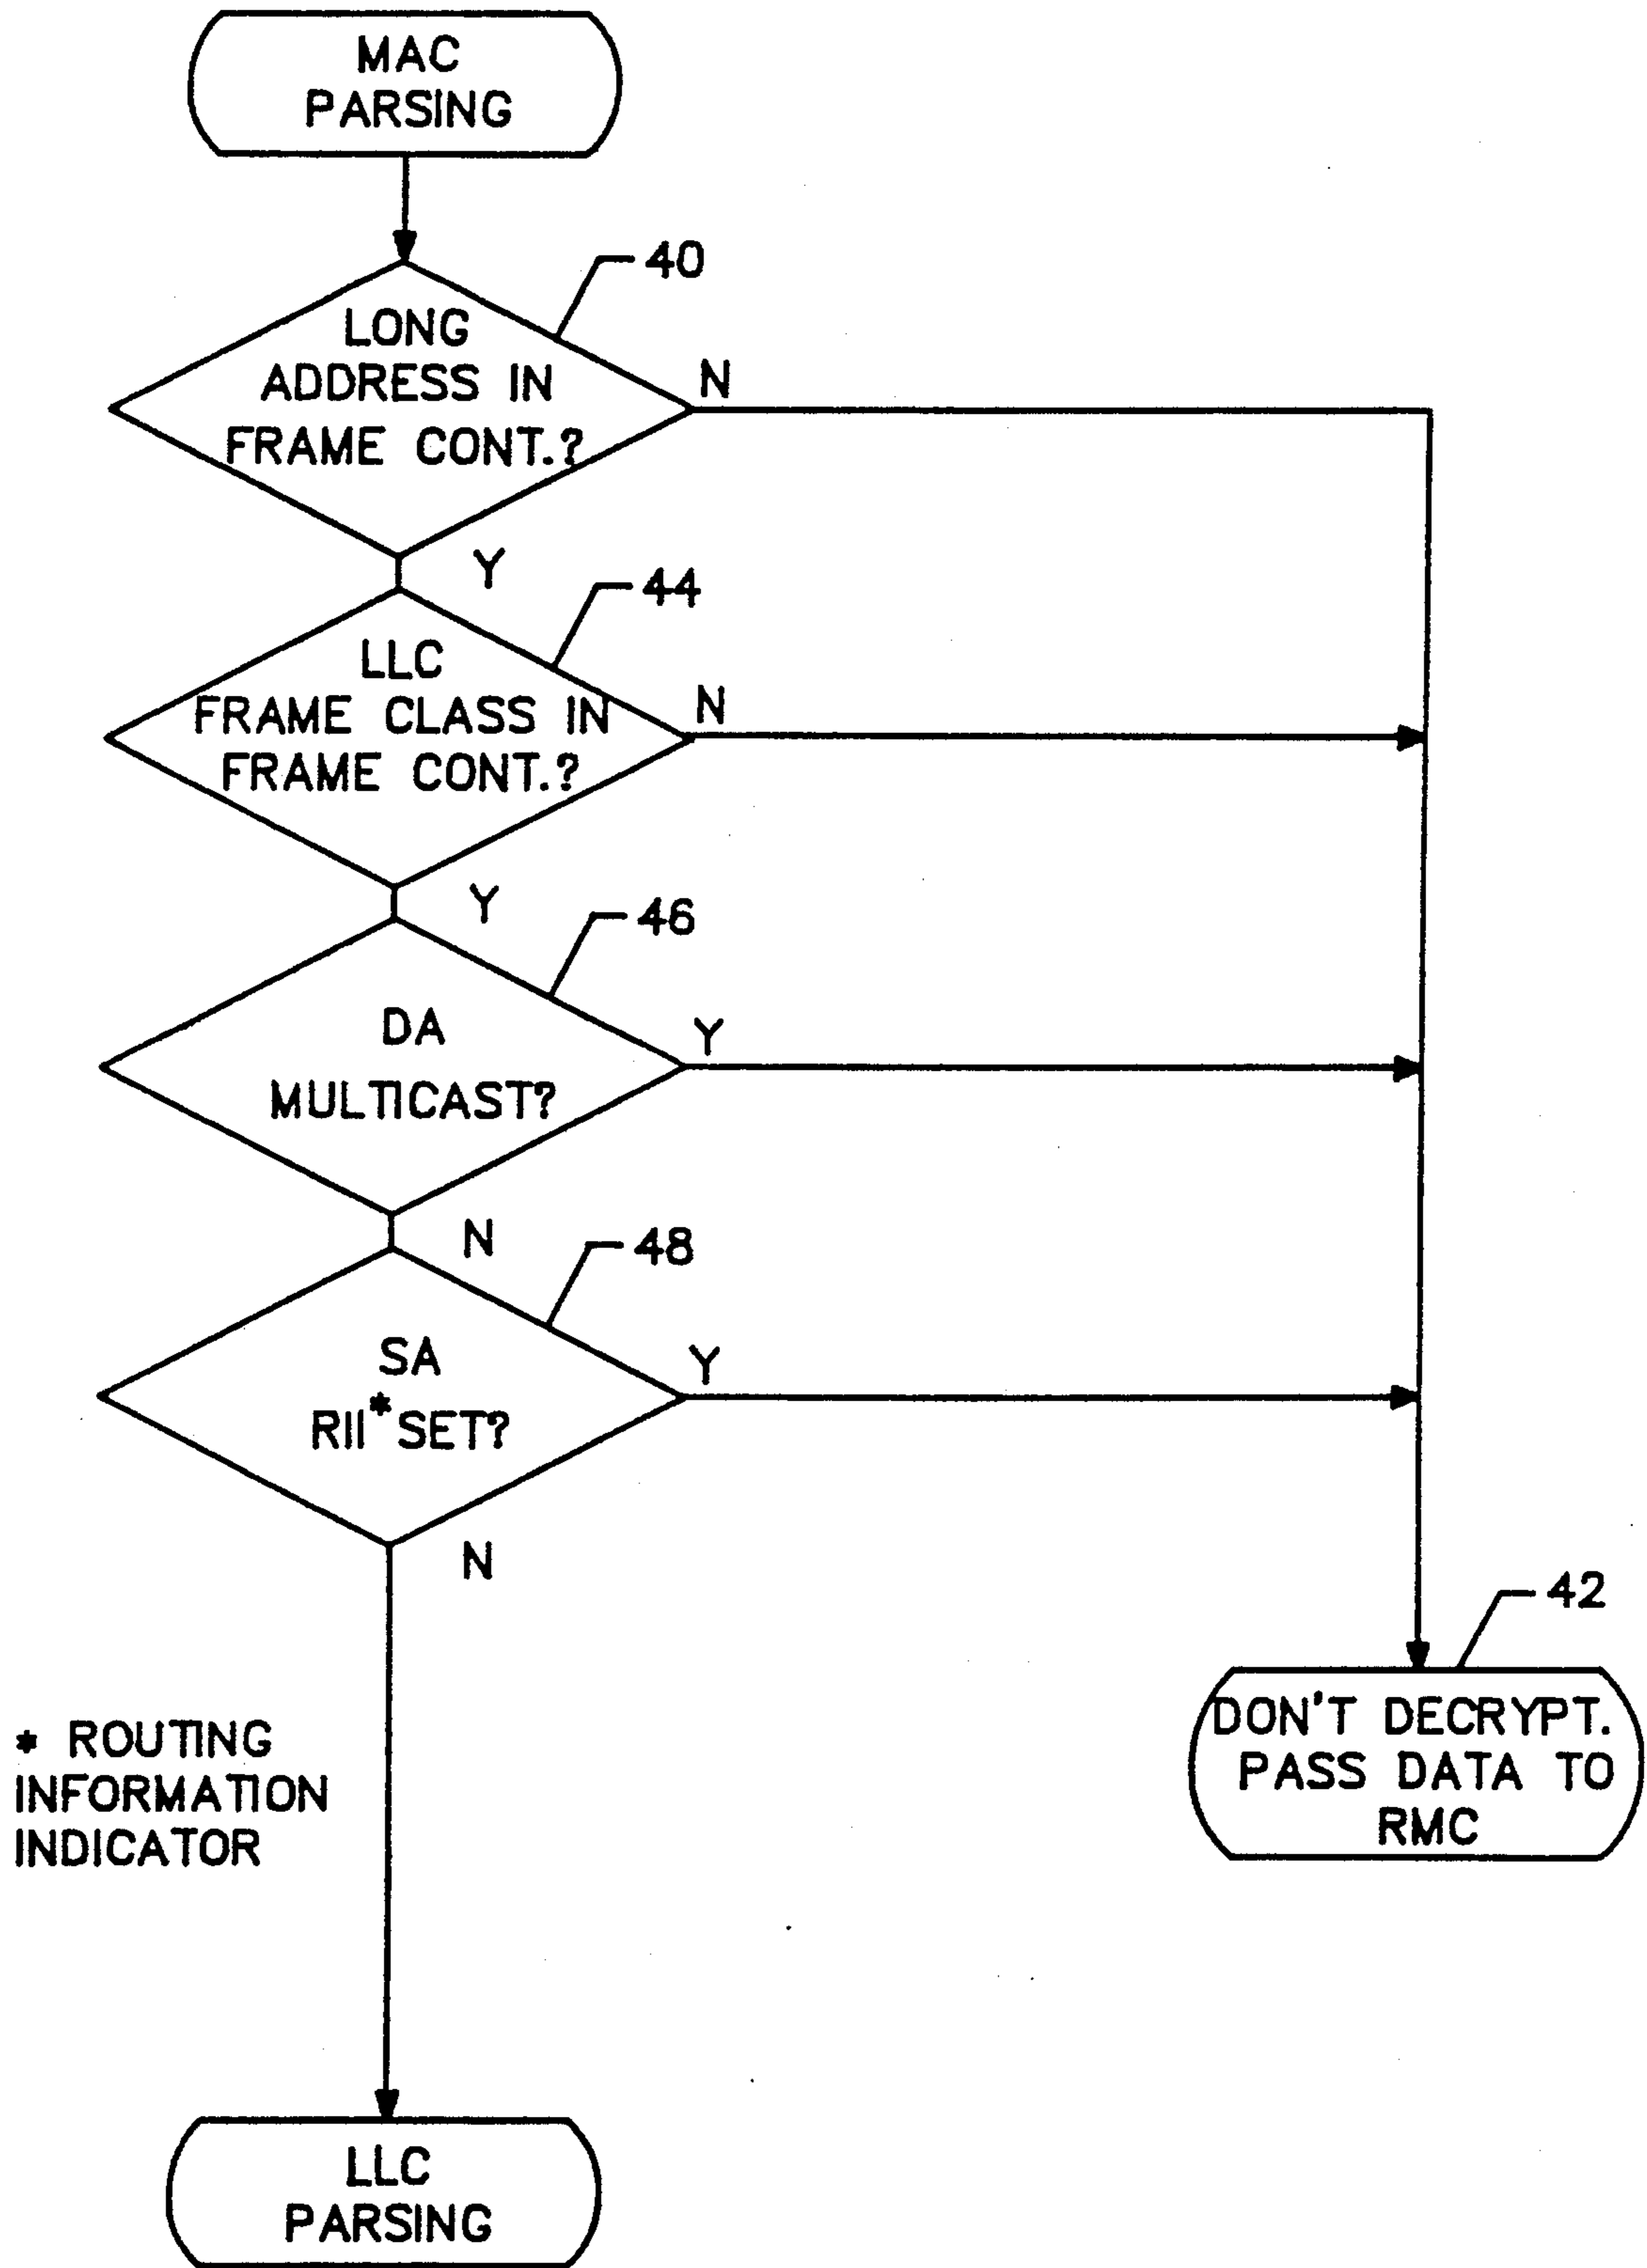 MAC
PARSING
40
LONG
ADDRESS IN
FRAME CONT.?
N
Y
44
LLC
FRAME CLASS IN
FRAME CONT.?
N
Y
46
DA
MULTICAST?
Y
N
48
SA
RII*SET?
Y
N
42
DON'T DECRYPT.
PASS DATA TO
RMC
* ROUTING
INFORMATION
INDICATOR
LLC
PARSING